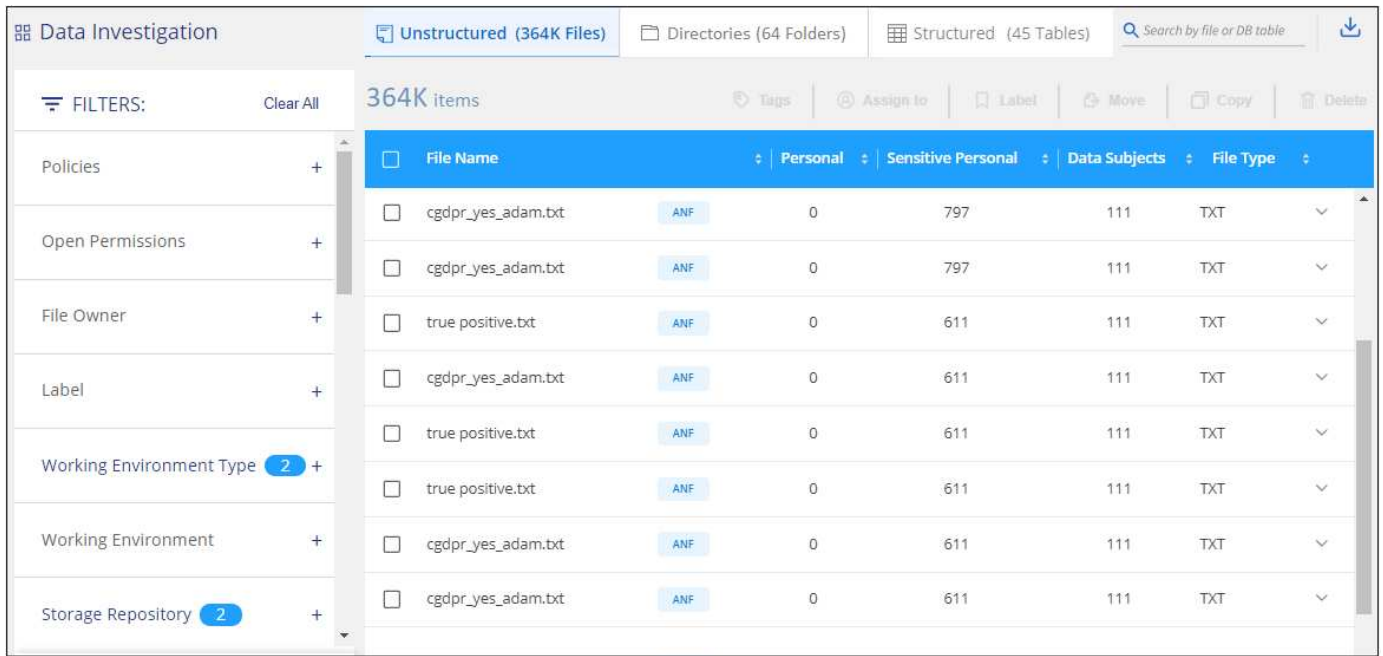 Data Investigation
Unstructured (364K Files)
Directories (64 Folders)
Structured (45 Tables)
Search by file or DB table
FILTERS: Clear All
364K items
Tags
Assign to
Label
Move
Copy
Delete
Policies +
Open Permissions +
File Owner +
Label +
Working Environment Type 2 +
Working Environment +
Storage Repository 2 +
File Name Personal Sensitive Personal Data Subjects File Type
cgdpr_yes_adam.txt ANF 0 797 111 TXT
cgdpr_yes_adam.txt ANF 0 797 111 TXT
true positive.txt ANF 0 611 111 TXT
cgdpr_yes_adam.txt ANF 0 611 111 TXT
true positive.txt ANF 0 611 111 TXT
true positive.txt ANF 0 611 111 TXT
cgdpr_yes_adam.txt ANF 0 611 111 TXT
cgdpr_yes_adam.txt ANF 0 611 111 TXT